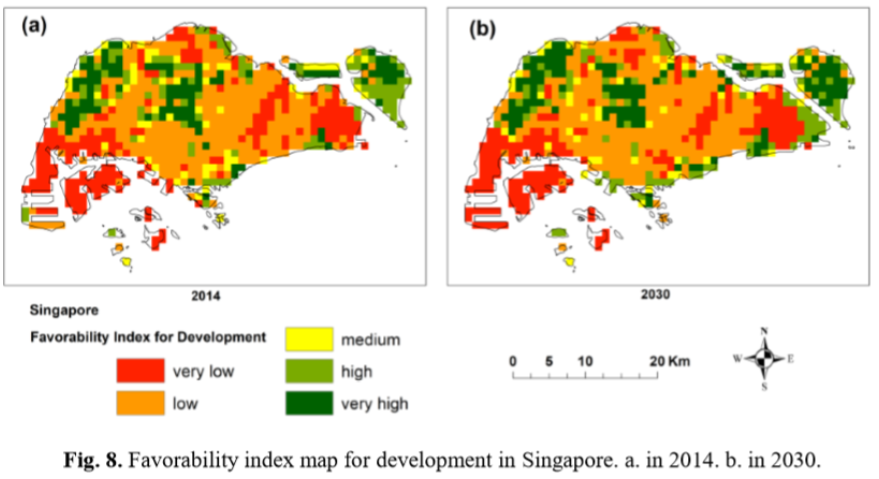 (a)
(b)
2014
2030
Singapore
Favorability Index for Development
very low
low
medium
high
very high
0 5 10 20 Km
N
W E
S
Fig. 8. Favorability index map for development in Singapore. a. in 2014. b. in 2030.